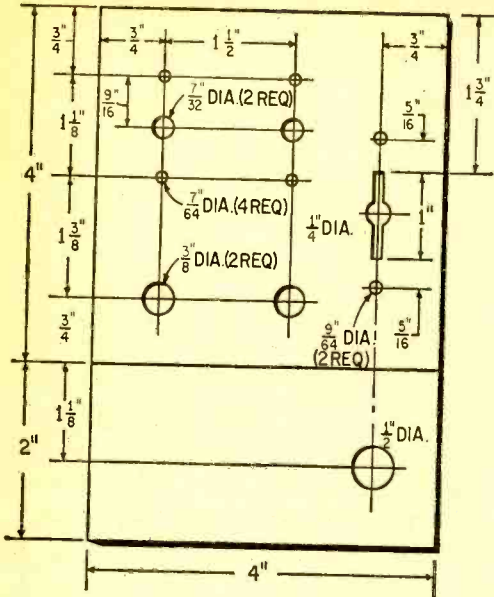 3/4"
3/4"
1 1/2"
3/4"
9/16"
7/32" DIA.(2 REQ)
1 3/4"
1 1/8"
5/16"
4"
7/64" DIA.(4 REQ)
1/4" DIA.
1"
1 3/8"
3/8" DIA.(2REQ)
3/4"
9/64" DIA.
(2 REQ)
5/16"
1 1/8"
1/2" DIA.
2"
4"